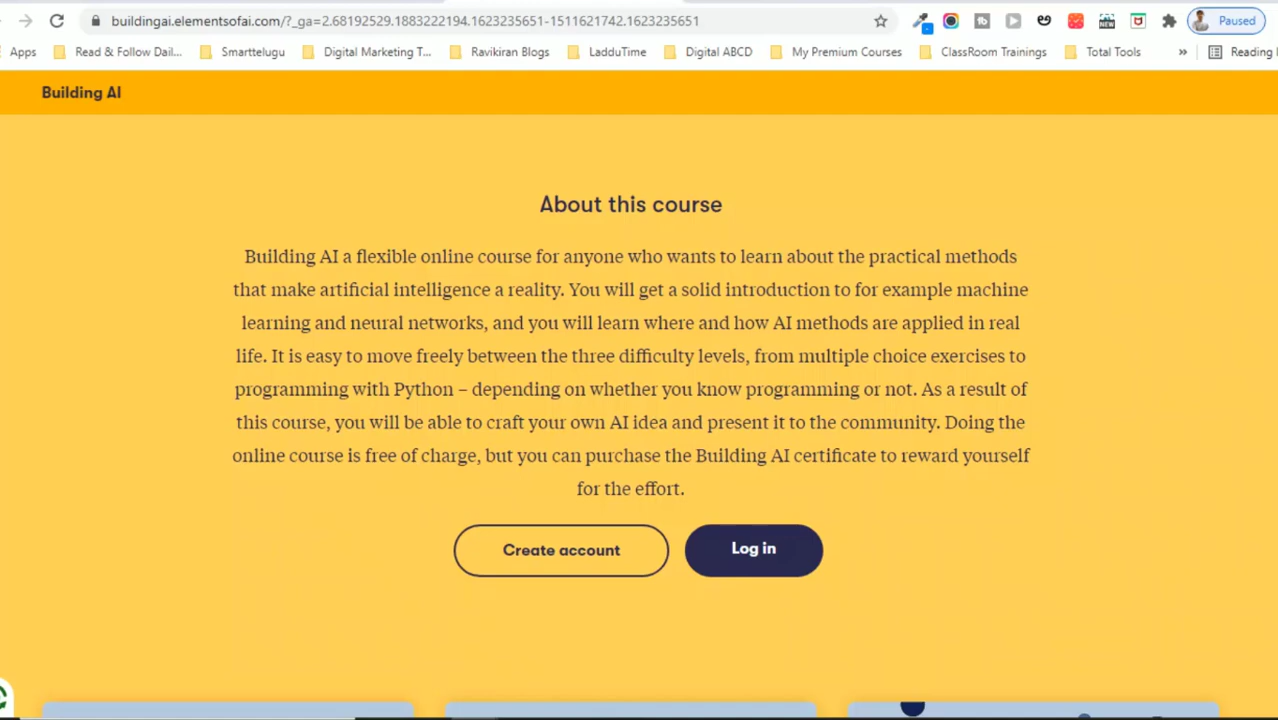 buildingai.elementsofai.com/?_ga=2.68192529.1883222194.1623235651-1511621742.1623235651
NEW
Paused
Apps Read & Follow Dail... Smarttelugu Digital Marketing T... Ravikiran Blogs LadduTime Digital ABCD My Premium Courses ClassRoom Trainings Total Tools » Reading
Building AI
About this course
Building AI a flexible online course for anyone who wants to learn about the practical methods
that make artificial intelligence a reality. You will get a solid introduction to for example machine
learning and neural networks, and you will learn where and how AI methods are applied in real
life. It is easy to move freely between the three difficulty levels, from multiple choice exercises to
programming with Python – depending on whether you know programming or not. As a result of
this course, you will be able to craft your own AI idea and present it to the community. Doing the
online course is free of charge, but you can purchase the Building AI certificate to reward yourself
for the effort.
Create account Log in